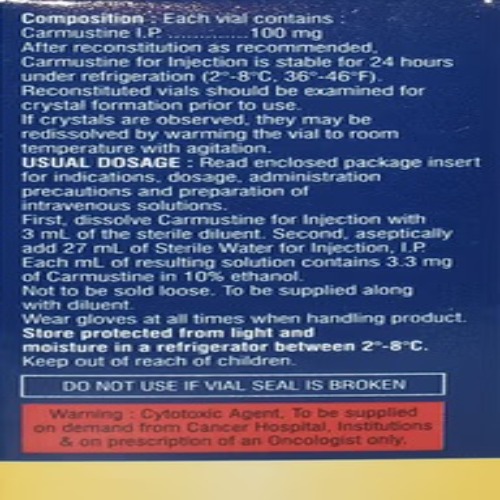 Composition : Each vial contains :
Carmustine I.P. ...............100 mg
After reconstitution as recommended,
Carmustine for Injection is stable for 24 hours
under refrigeration (2°-8°C, 36°-46°F).
Reconstituted vials should be examined for
crystal formation prior to use.
If crystals are observed, they may be
redissolved by warming the vial to room
temperature with agitation.
USUAL DOSAGE : Read enclosed package insert
for indications, dosage, administration
precautions and preparation of
intravenous solutions.
First, dissolve Carmustine for Injection with
3 mL of the sterile diluent. Second, aseptically
add 27 mL of Sterile Water for Injection, I.P.
Each mL of resulting solution contains 3.3 mg
of Carmustine in 10% ethanol.
Not to be sold loose. To be supplied along
with diluent.
Wear gloves at all times when handling product.
Store protected from light and
moisture in a refrigerator between 2°-8°C.
Keep out of reach of children.
DO NOT USE IF VIAL SEAL IS BROKEN
Warning : Cytotoxic Agent, To be supplied
on demand from Cancer Hospital, Institutions
& on prescription of an Oncologist only.